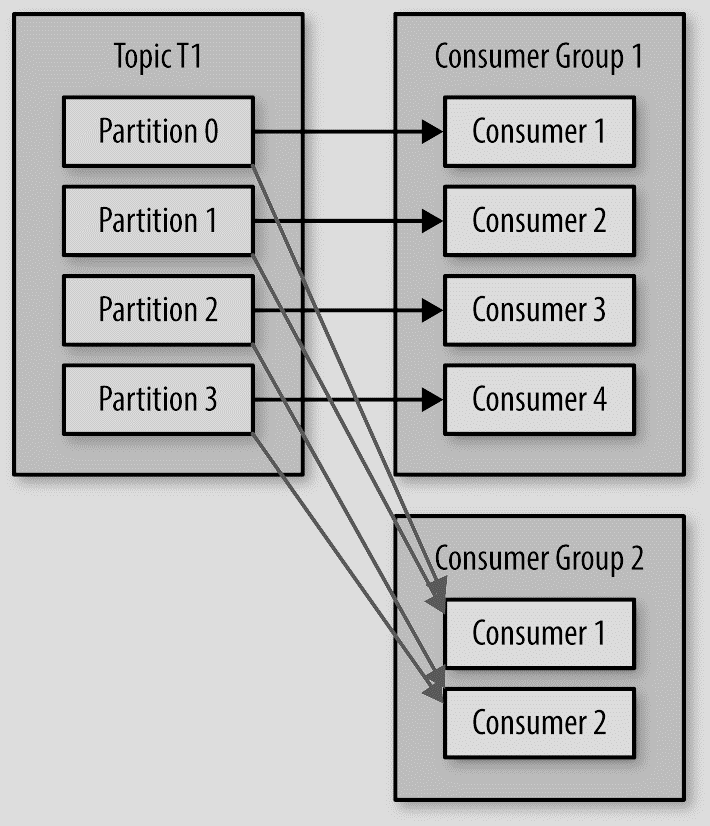 Topic T1
Partition 0
Partition 1
Partition 2
Partition 3
Consumer Group 1
Consumer 1
Consumer 2
Consumer 3
Consumer 4
Consumer Group 2
Consumer 1
Consumer 2